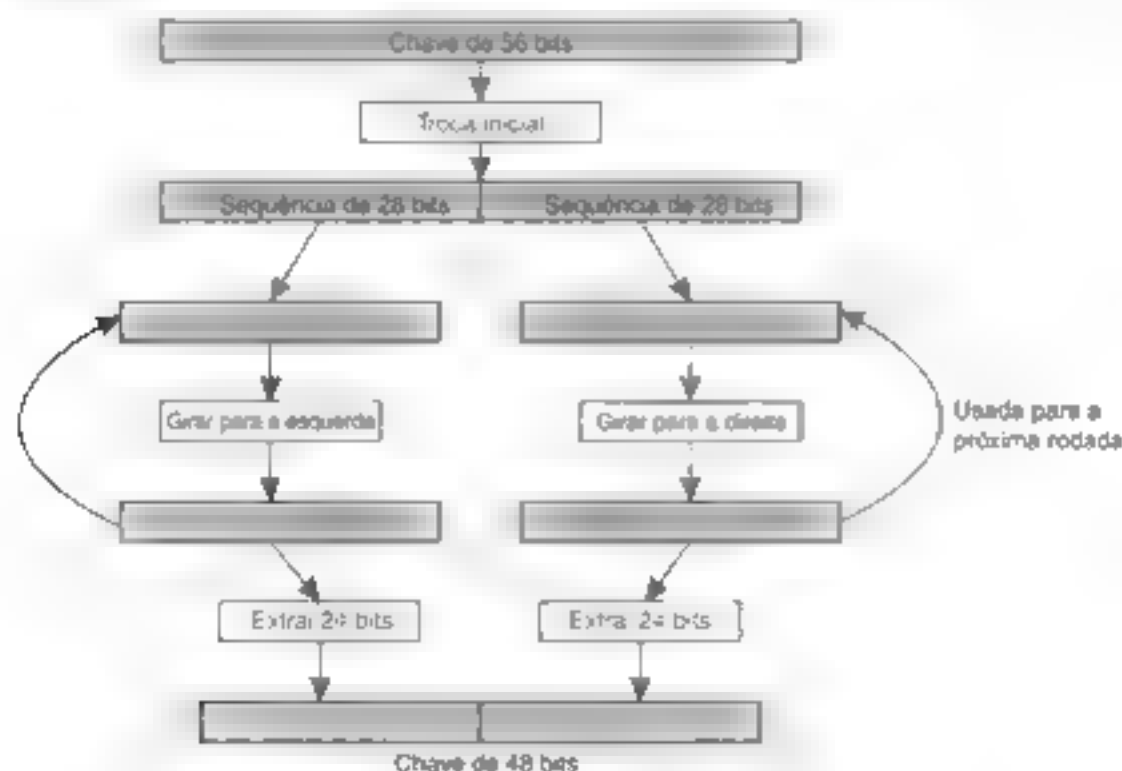 Chave de 56 bits
Troca inicial
Sequência de 28 bits
Sequência de 28 bits
Girar para a esquerda
Girar para a direita
Usada para a
próxima rodada
Extrai 24 bits
Extrai 24 bits
Chave de 48 bits